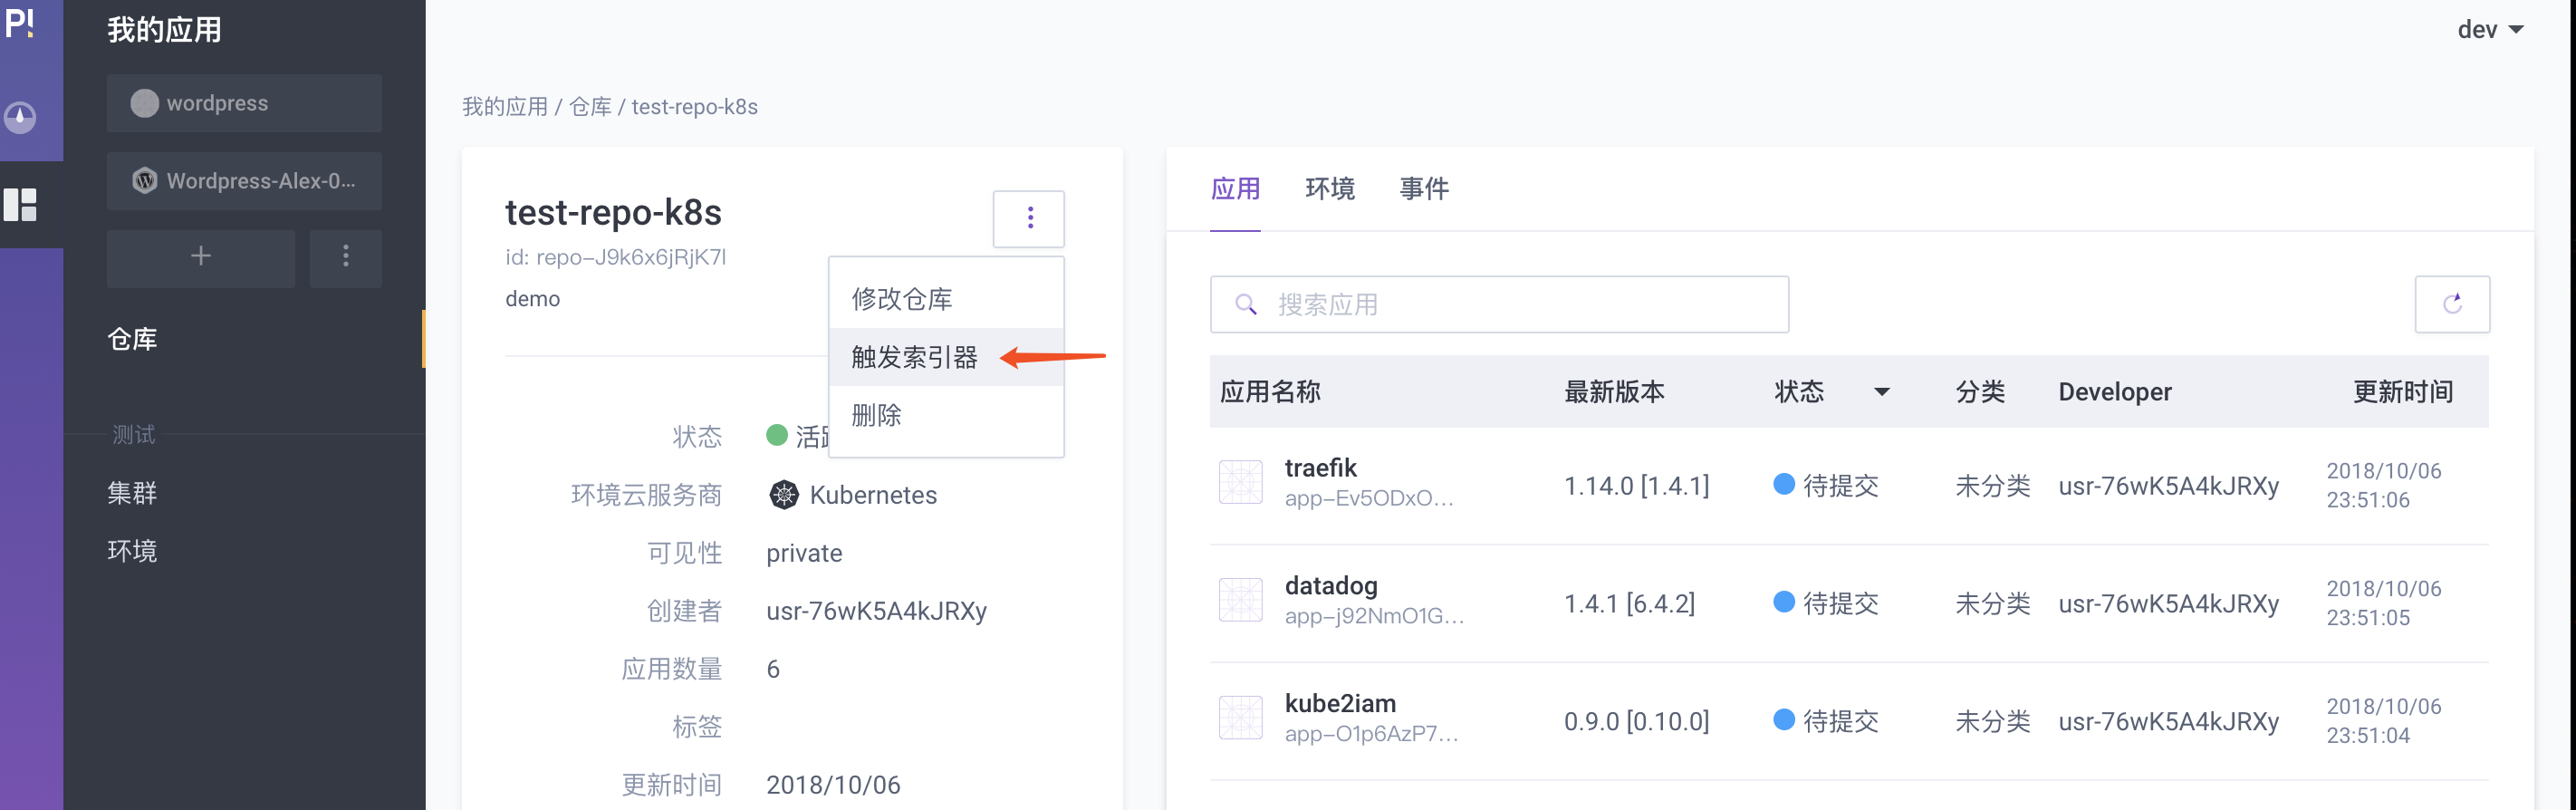 P!
我的应用
wordpress
Wordpress-Alex-0...
仓库
测试
集群
环境
dev
我的应用 / 仓库 / test-repo-k8s
test-repo-k8s
id: repo-J9k6x6jRjK7l
demo
修改仓库
触发索引器
删除
状态 活
环境云服务商 Kubernetes
可见性 private
创建者 usr-76wK5A4kJRXy
应用数量 6
标签
更新时间 2018/10/06
应用 环境 事件
搜索应用
应用名称 最新版本 状态 分类 Developer 更新时间
traefik
app-Ev5ODxO...
1.14.0 [1.4.1] 待提交 未分类 usr-76wK5A4kJRXy
2018/10/06
23:51:06
datadog
app-j92NmO1G...
1.4.1 [6.4.2] 待提交 未分类 usr-76wK5A4kJRXy
2018/10/06
23:51:05
kube2iam
app-O1p6AzP7...
0.9.0 [0.10.0] 待提交 未分类 usr-76wK5A4kJRXy
2018/10/06
23:51:04